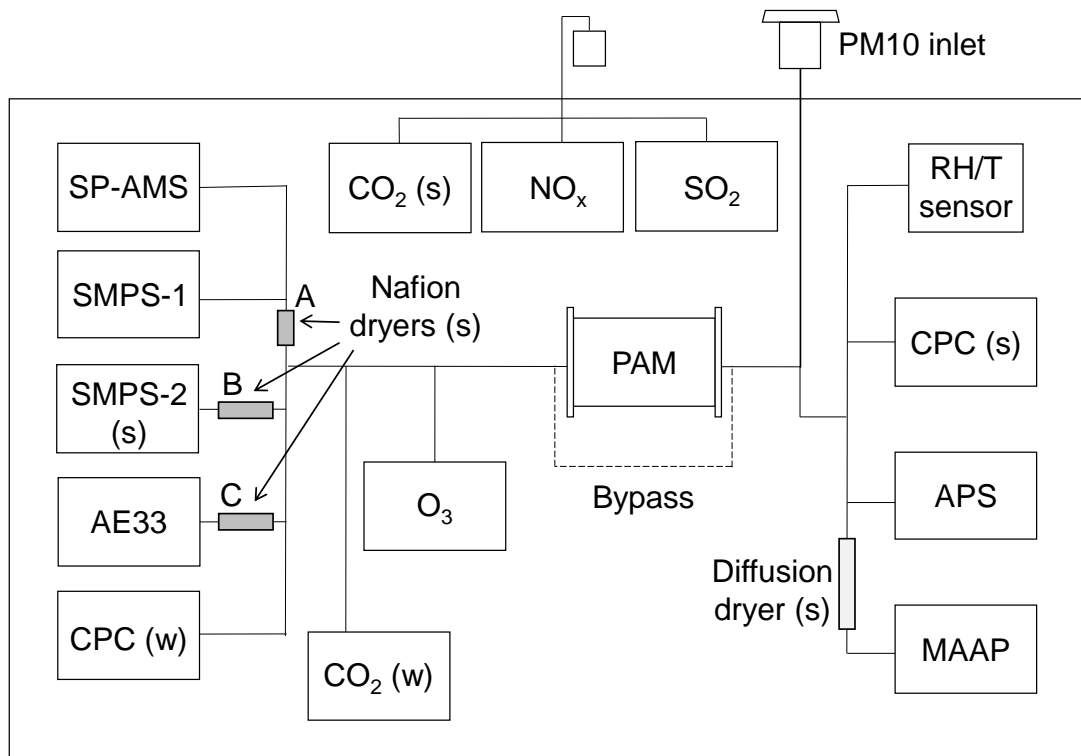 PM10 inlet
SP-AMS
CO₂ (s)
NOₓ
SO₂
RH/T
sensor
SMPS-1
A
Nafion
dryers (s)
PAM
CPC (s)
B
SMPS-2
(s)
C
AE33
O₃
Bypass
APS
Diffusion
dryer (s)
CPC (w)
CO₂ (w)
MAAP